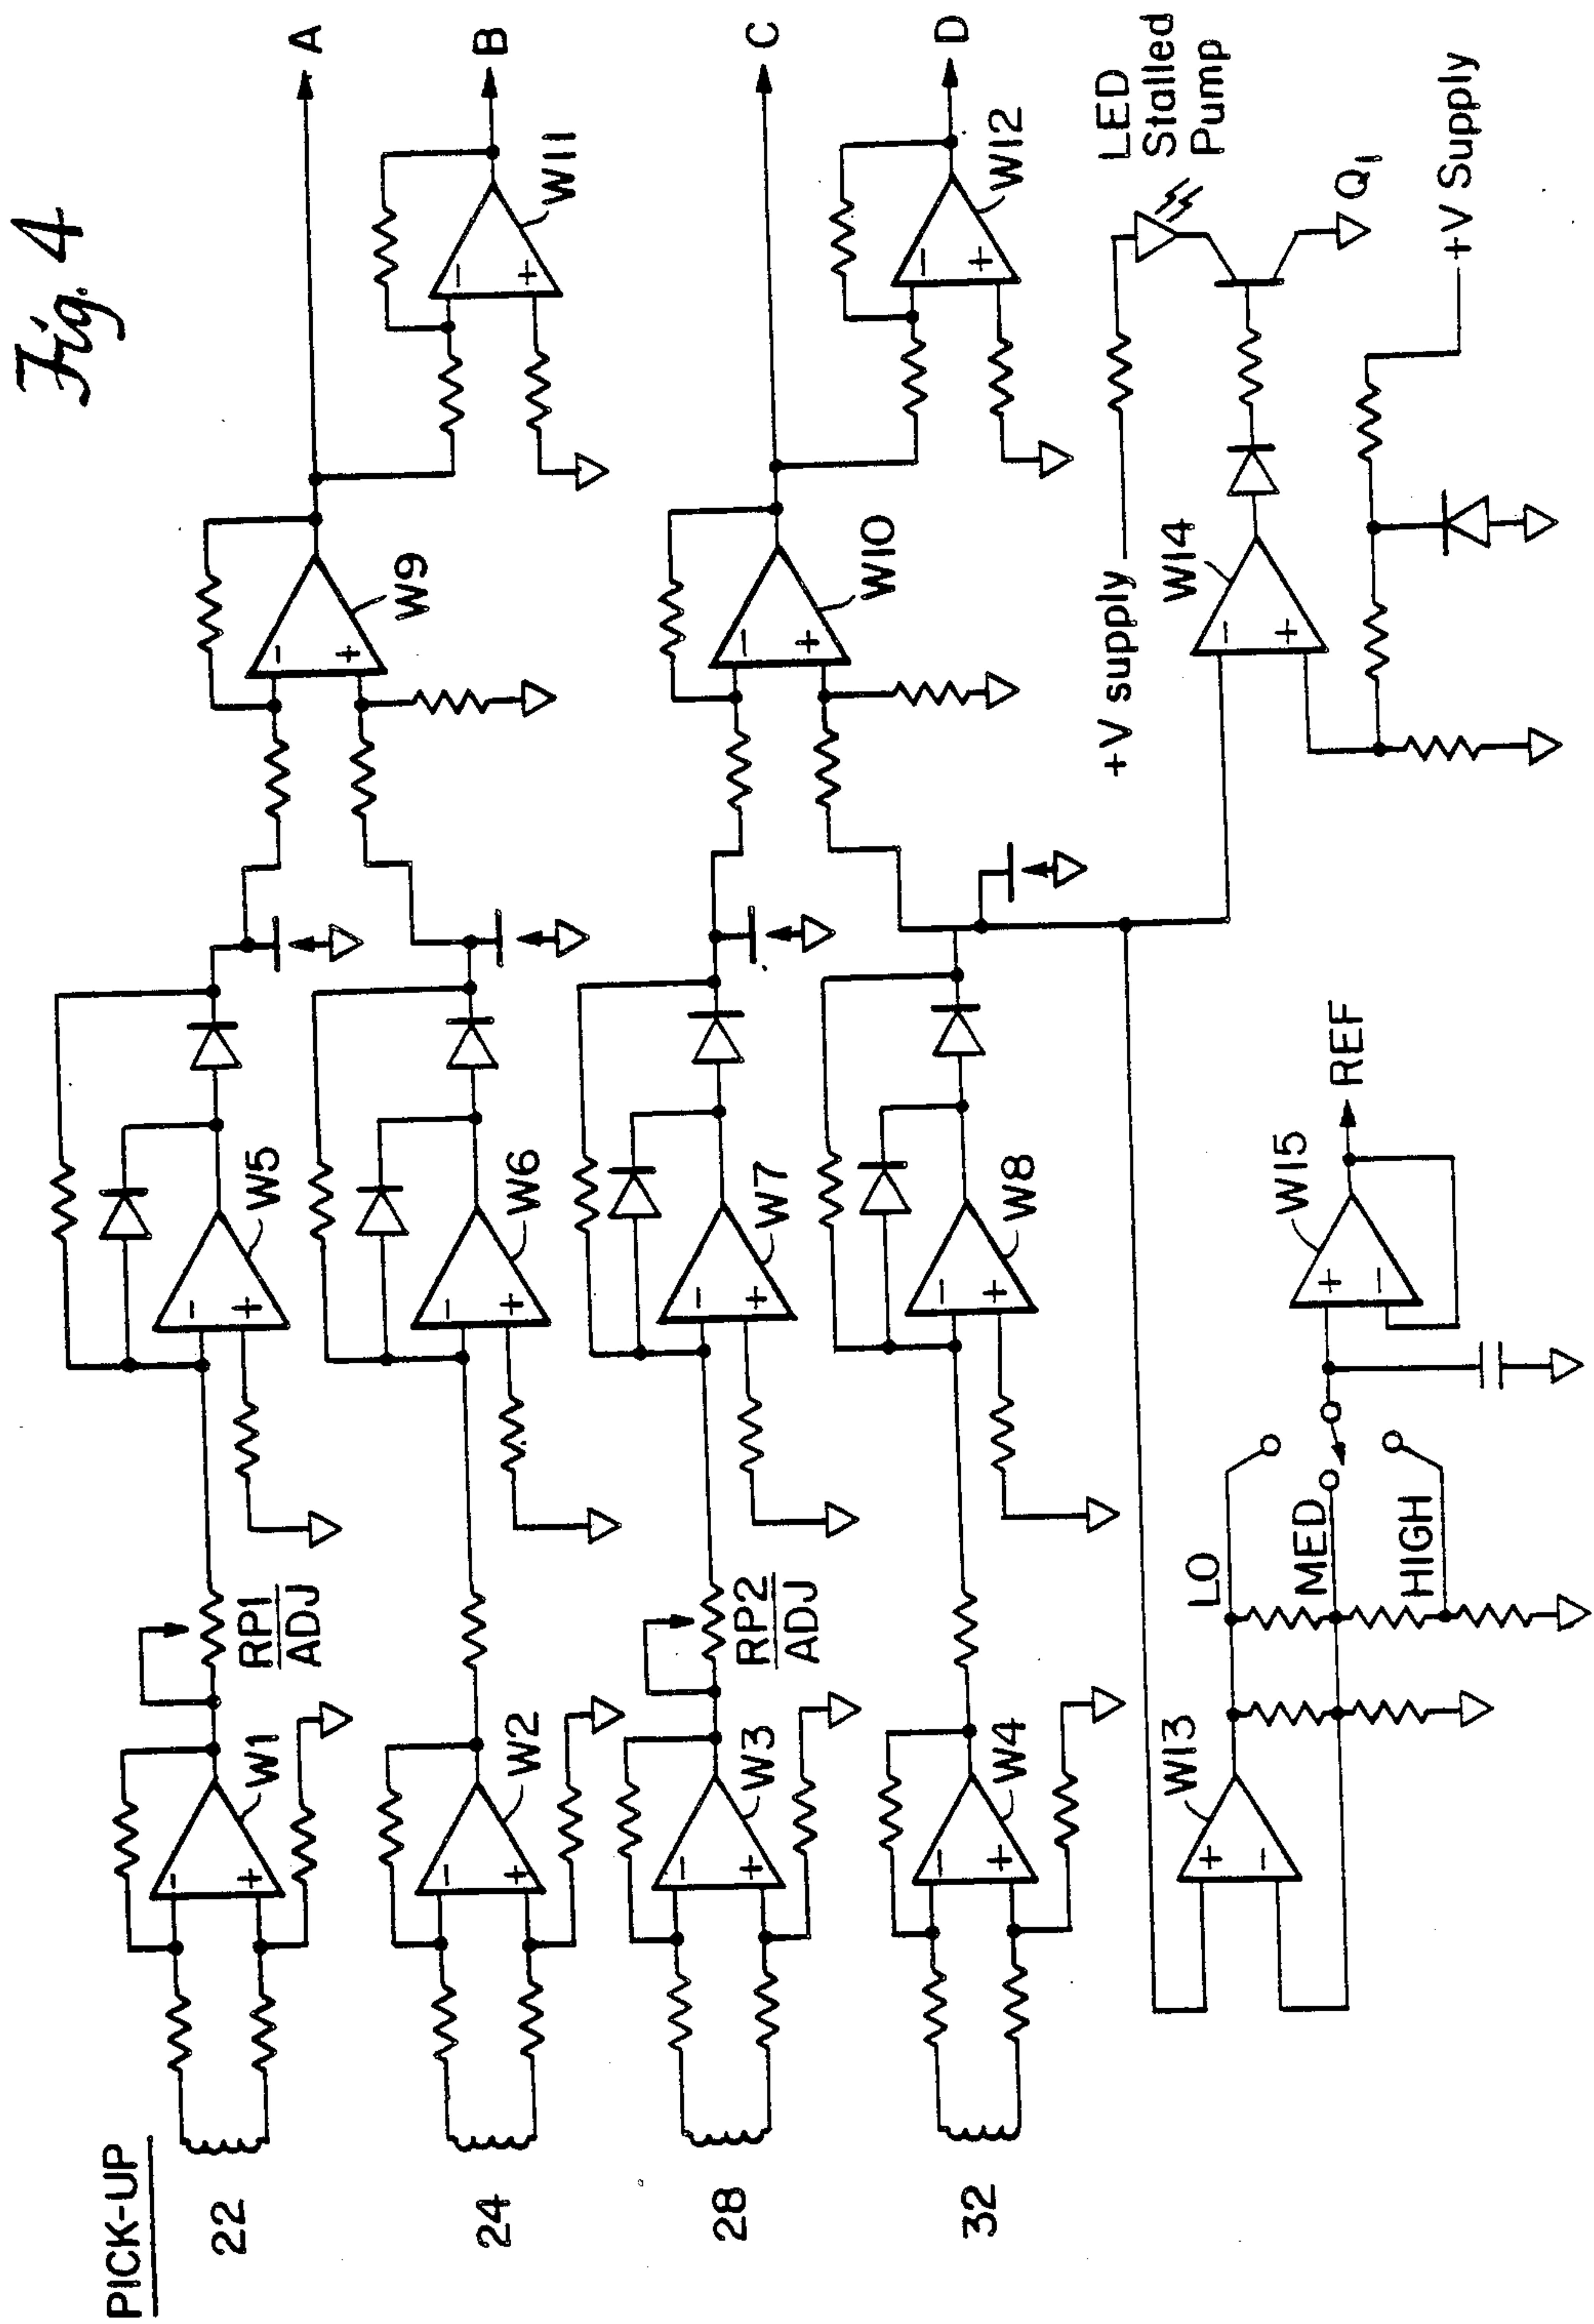 Fig. 4
PICK-UP
22
W1
RP1
ADJ
W5
W9
A
W11
B
24
W2
W6
28
W3
RP2
ADJ
W7
W10
C
W12
D
32
W4
W8
+V supply
LED
Stalled
Pump
W14
Q1
+V Supply
W13
LO
MED
HIGH
W15
REF
- +
- +
- +
- +
- +
- +
- +
- +
- +
- +
- +
- +
+ -
- +
+ -